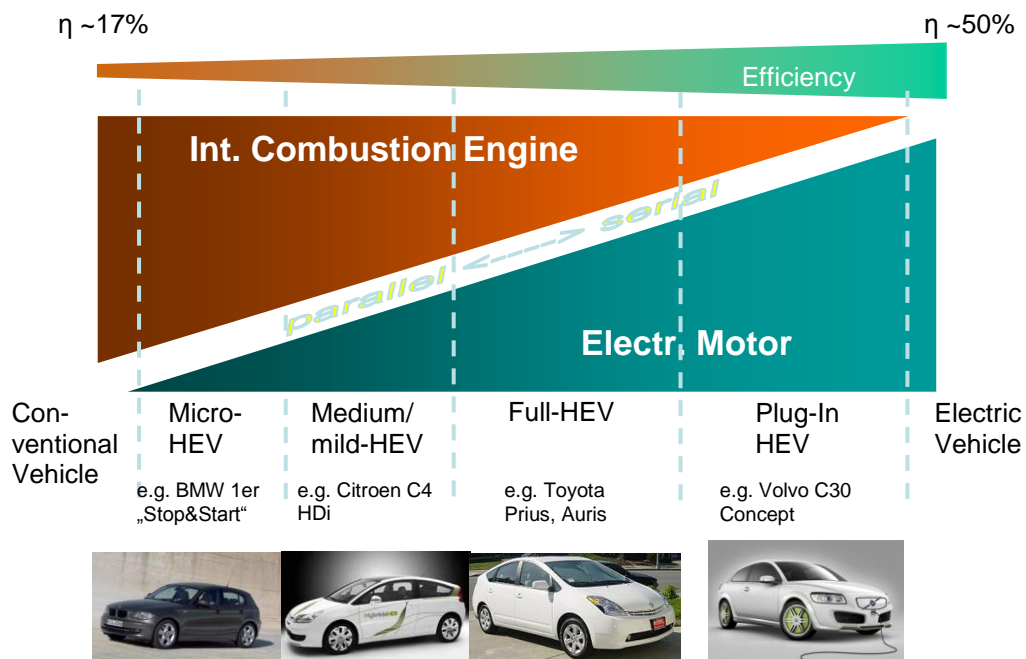 η ~17%
η ~50%
Efficiency
Int. Combustion Engine
parallel <-----> serial
Electr. Motor
Con-
ventional
Vehicle
Micro-
HEV
Medium/
mild-HEV
Full-HEV
Plug-In
HEV
Electric
Vehicle
e.g. BMW 1er
„Stop&Start“
e.g. Citroen C4
HDi
e.g. Toyota
Prius, Auris
e.g. Volvo C30
Concept